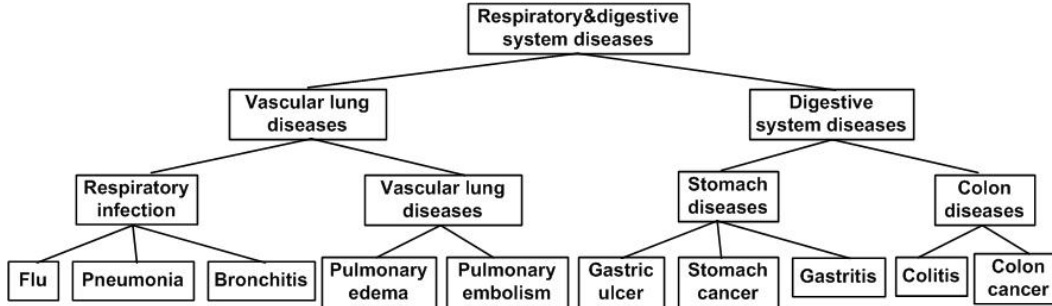 Respiratory&digestive
system diseases
Vascular lung
diseases
Digestive
system diseases
Respiratory
infection
Vascular lung
diseases
Stomach
diseases
Colon
diseases
Flu
Pneumonia
Bronchitis
Pulmonary
edema
Pulmonary
embolism
Gastric
ulcer
Stomach
cancer
Gastritis
Colitis
Colon
cancer